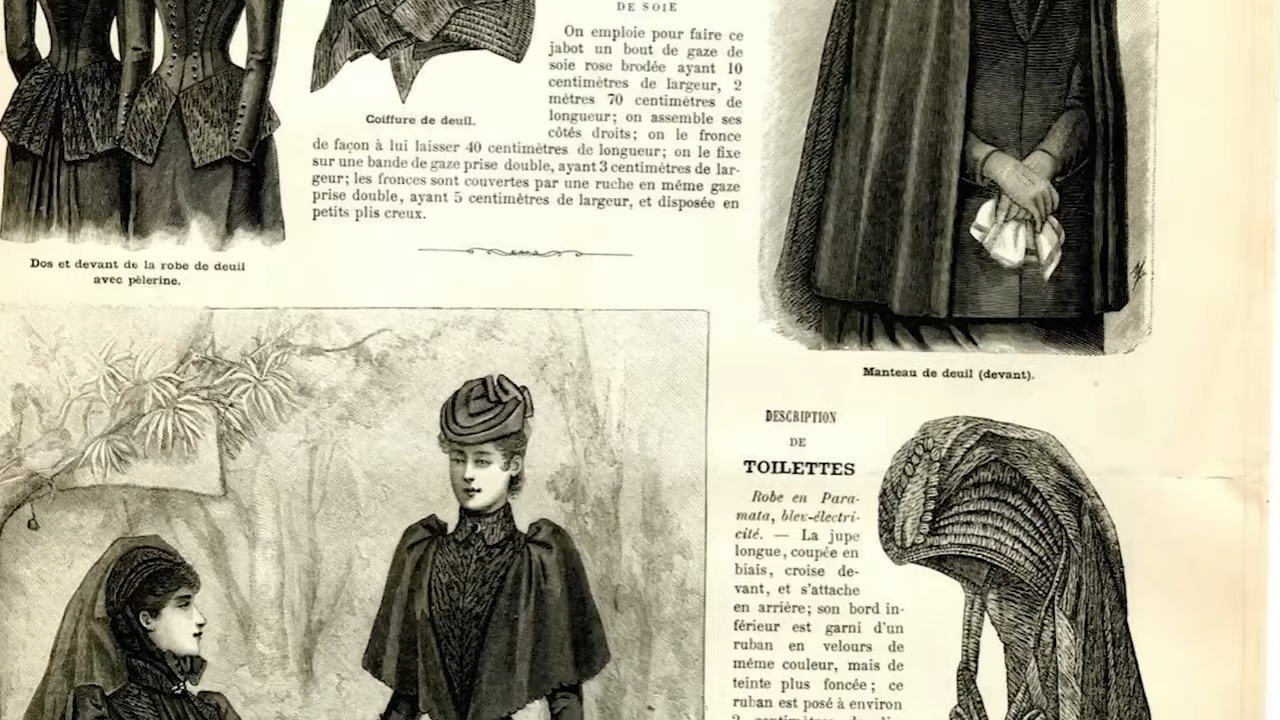 DE SOIE
On emploie pour faire ce
jabot un bout de gaze de
soie rose brodée ayant 10
centimètres de largeur, 2
mètres 70 centimètres de
longueur; on assemble ses
côtés droits; on le fronce
de façon à lui laisser 40 centimètres de longueur; on le fixe
sur une bande de gaze prise double, ayant 3 centimètres de lar-
geur; les fronces sont couvertes par une ruche en même gaze
prise double, ayant 5 centimètres de largeur, et disposée en
petits plis creux.
Coiffure de deuil.
Dos et devant de la robe de deuil
avec pèlerine.
Manteau de deuil (devant).
DESCRIPTION
DE
TOILETTES
Robe en Para-
mata, bleu-électri-
cité. — La jupe
longue, coupée en
biais, croise de-
vant, et s'attache
en arrière; son bord in-
férieur est garni d'un
ruban en velours de
même couleur, mais de
teinte plus foncée; ce
ruban est posé à environ